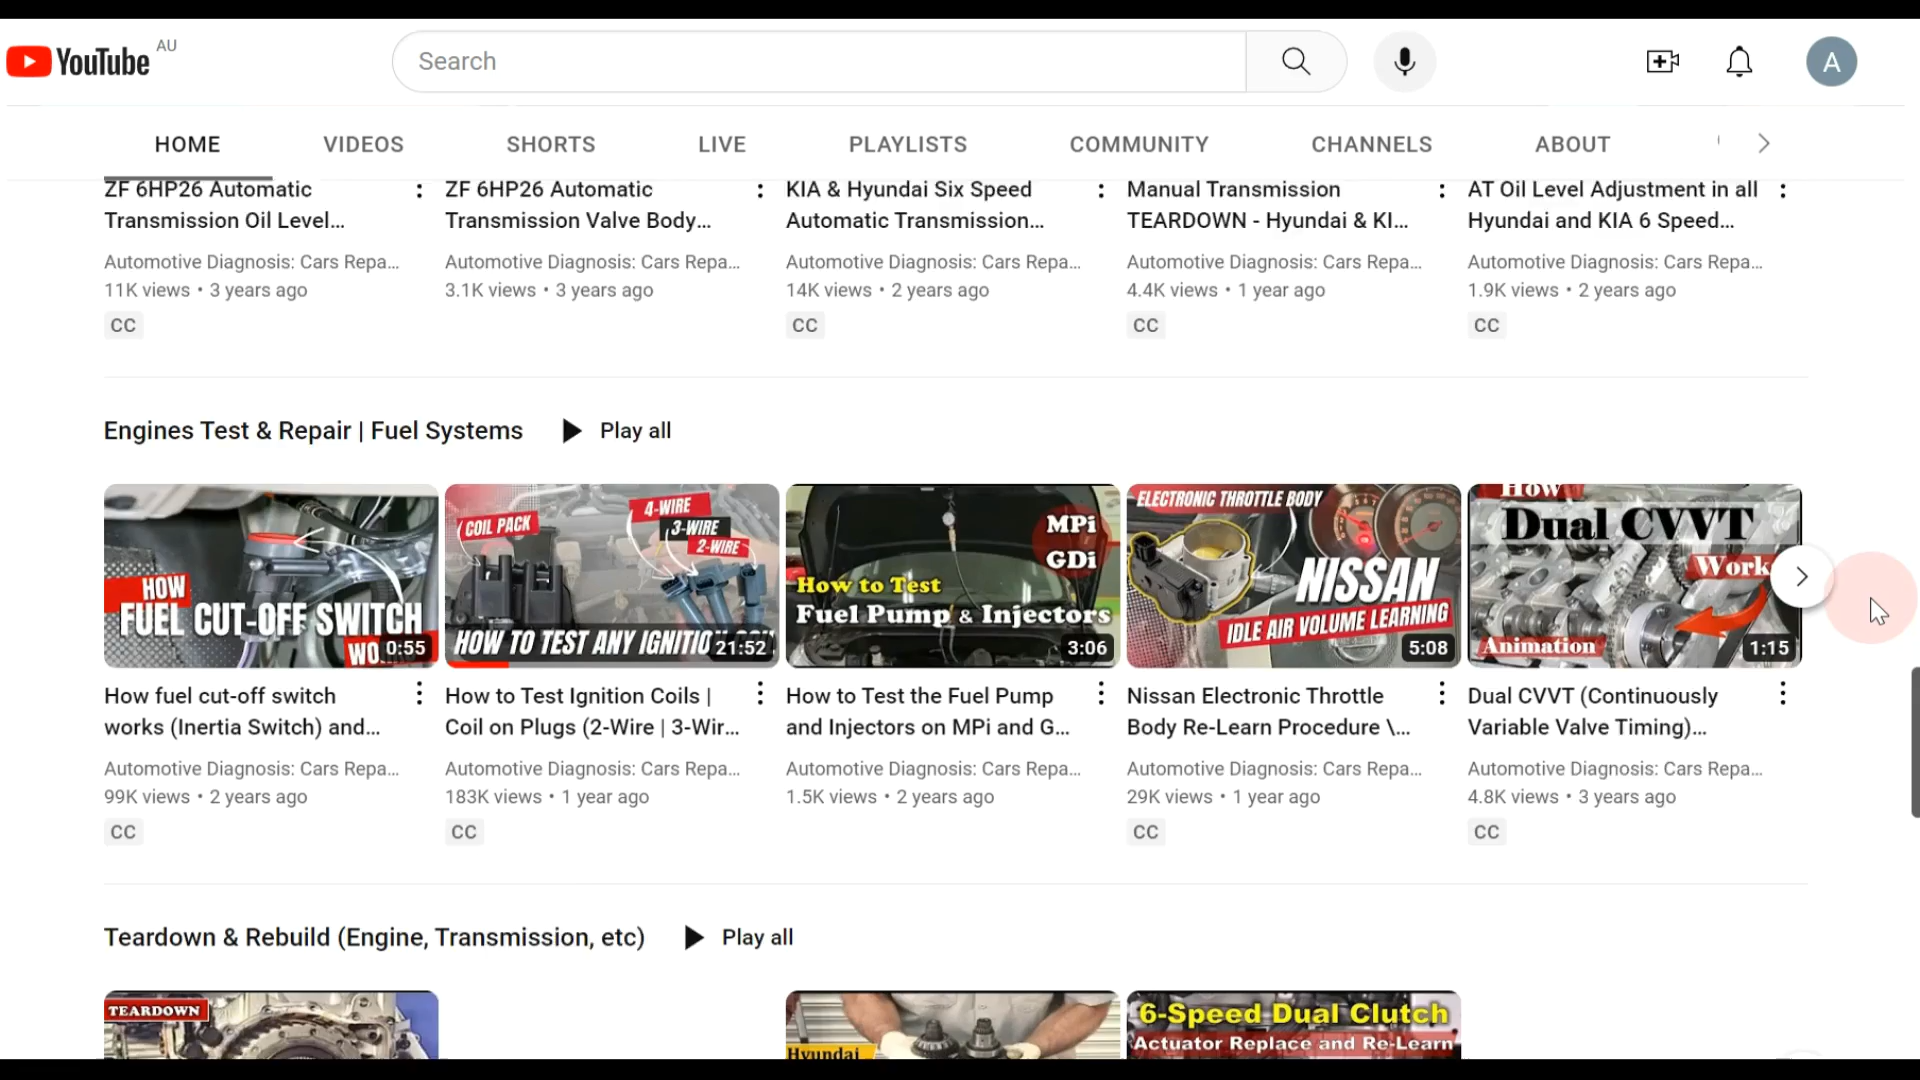 YouTube AU
Search
A
HOME VIDEOS SHORTS LIVE PLAYLISTS COMMUNITY CHANNELS ABOUT
ZF 6HP26 Automatic
Transmission Oil Level...
Automotive Diagnosis: Cars Repa...
11K views • 3 years ago
CC
ZF 6HP26 Automatic
Transmission Valve Body...
Automotive Diagnosis: Cars Repa...
3.1K views • 3 years ago
KIA & Hyundai Six Speed
Automatic Transmission...
Automotive Diagnosis: Cars Repa...
14K views • 2 years ago
CC
Manual Transmission
TEARDOWN - Hyundai & KI...
Automotive Diagnosis: Cars Repa...
4.4K views • 1 year ago
CC
AT Oil Level Adjustment in all
Hyundai and KIA 6 Speed...
Automotive Diagnosis: Cars Repa...
1.9K views • 2 years ago
CC
Engines Test & Repair | Fuel Systems Play all
HOW
FUEL CUT-OFF SWITCH
WO
0:55
How fuel cut-off switch
works (Inertia Switch) and...
Automotive Diagnosis: Cars Repa...
99K views • 2 years ago
CC
COIL PACK
4-WIRE
3-WIRE
2-WIRE
HOW TO TEST ANY IGNITIO
21:52
How to Test Ignition Coils |
Coil on Plugs (2-Wire | 3-Wir...
Automotive Diagnosis: Cars Repa...
183K views • 1 year ago
CC
MPi
GDi
How to Test
Fuel Pump & Injectors
3:06
How to Test the Fuel Pump
and Injectors on MPi and G...
Automotive Diagnosis: Cars Repa...
1.5K views • 2 years ago
ELECTRONIC THROTTLE BODY
NISSAN
IDLE AIR VOLUME LEARNING
5:08
Nissan Electronic Throttle
Body Re-Learn Procedure \...
Automotive Diagnosis: Cars Repa...
29K views • 1 year ago
CC
How
Dual CVVT
Work
Animation
1:15
Dual CVVT (Continuously
Variable Valve Timing)...
Automotive Diagnosis: Cars Repa...
4.8K views • 3 years ago
CC
Teardown & Rebuild (Engine, Transmission, etc) Play all
TEARDOWN
Hyundai
6-Speed Dual Clutch
Actuator Replace and Re-Learn